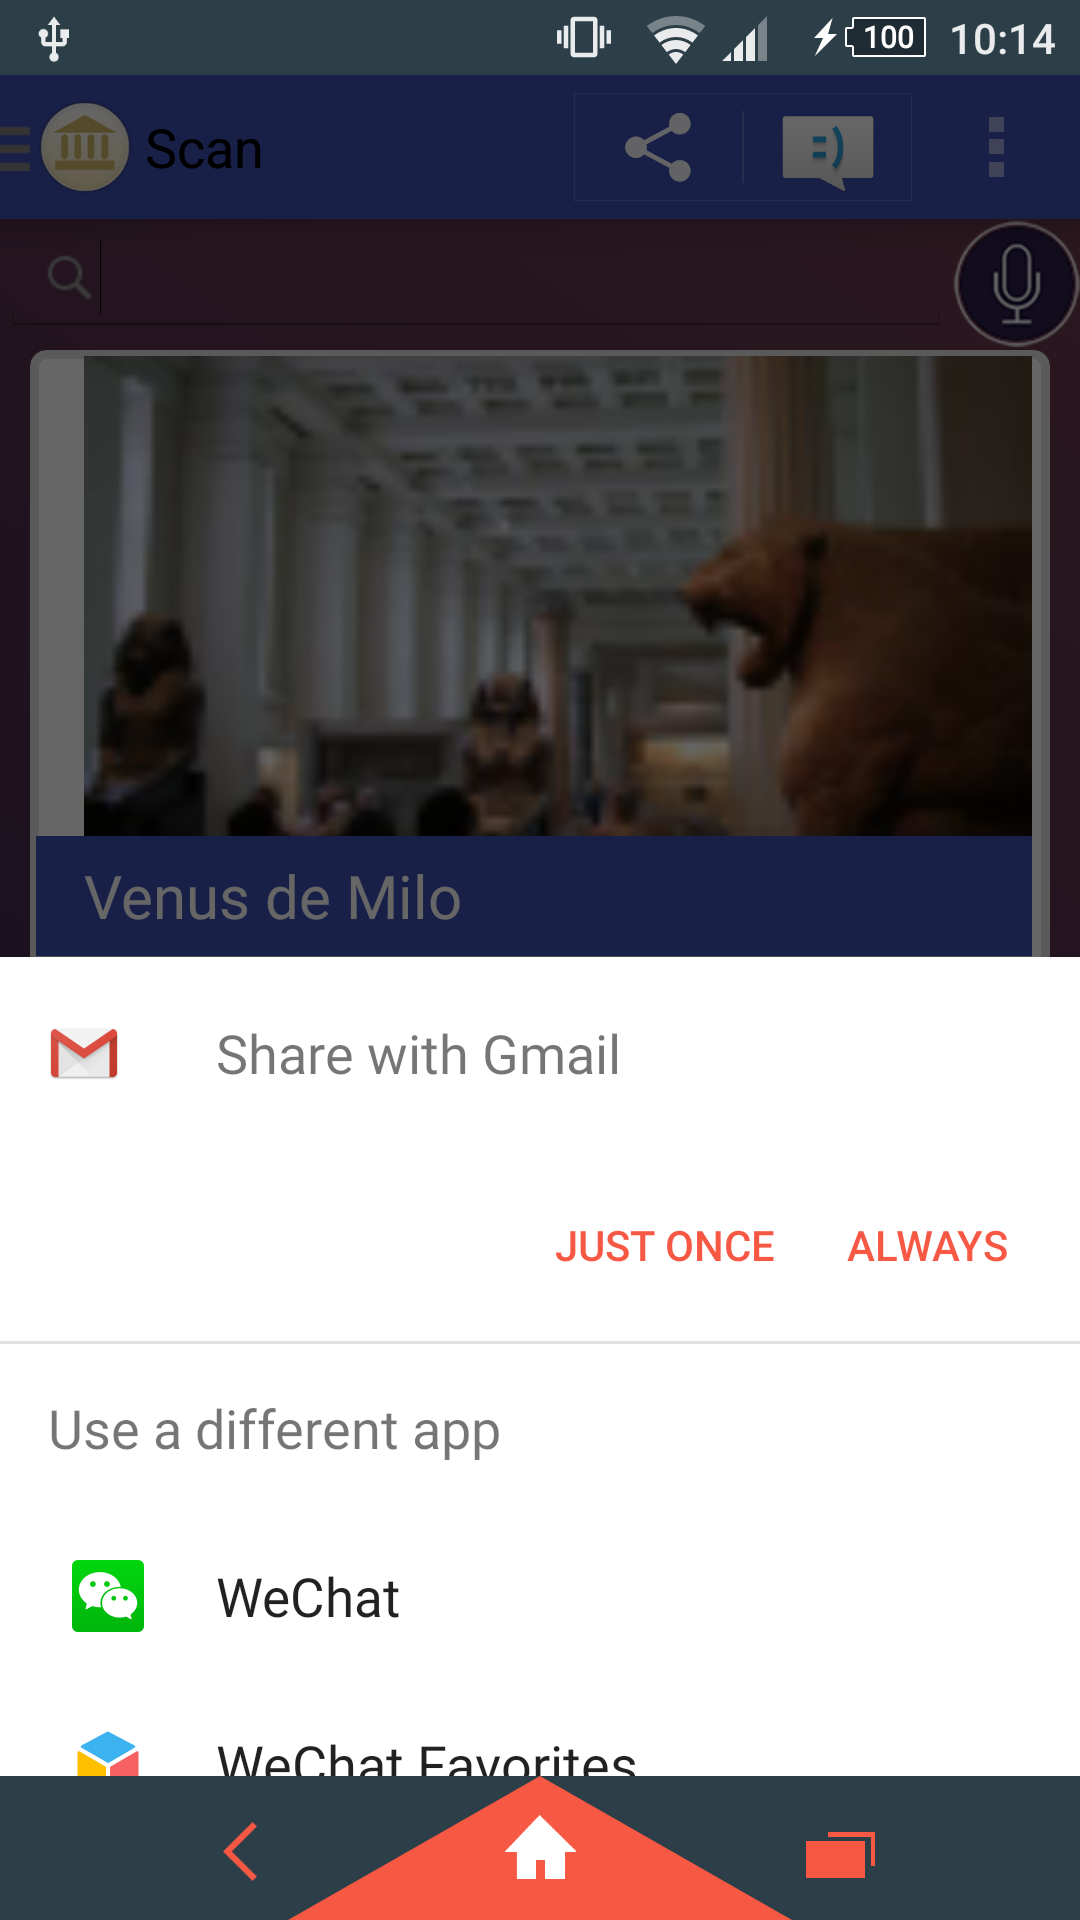 100 10:14
Scan
:)
Venus de Milo
Share with Gmail
JUST ONCE ALWAYS
Use a different app
WeChat
WeChat Favorites